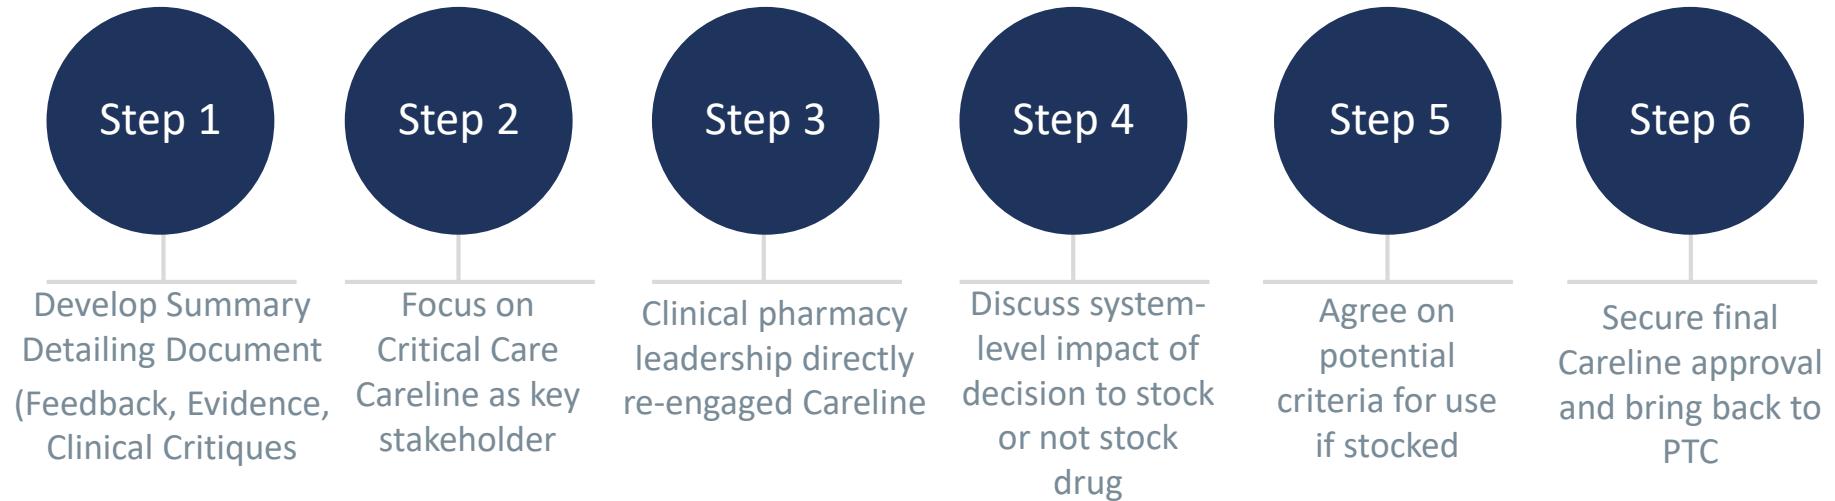 Step 1
Develop Summary
Detailing Document
(Feedback, Evidence,
Clinical Critiques
Step 2
Focus on
Critical Care
Careline as key
stakeholder
Step 3
Clinical pharmacy
leadership directly
re-engaged Careline
Step 4
Discuss system-
level impact of
decision to stock
or not stock
drug
Step 5
Agree on
potential
criteria for use
if stocked
Step 6
Secure final
Careline approval
and bring back to
PTC